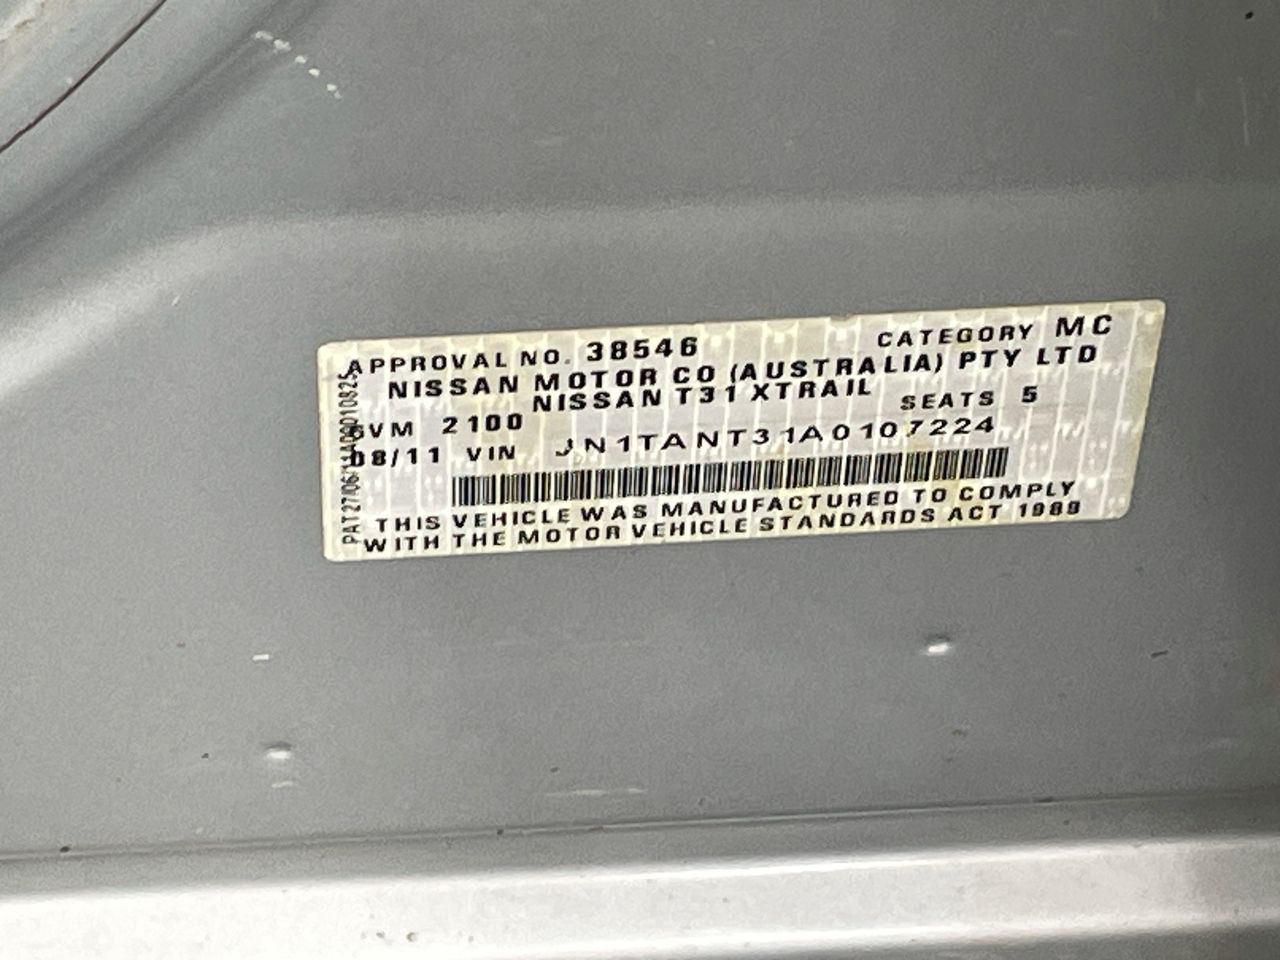 APPROVAL NO. 38546 CATEGORY MC
NISSAN MOTOR CO (AUSTRALIA) PTY LTD
NISSAN T31 XTRAIL
GVM 2100 SEATS 5
08/11 VIN JN1TANT31A0107224
THIS VEHICLE WAS MANUFACTURED TO COMPLY
WITH THE MOTOR VEHICLE STANDARDS ACT 1989